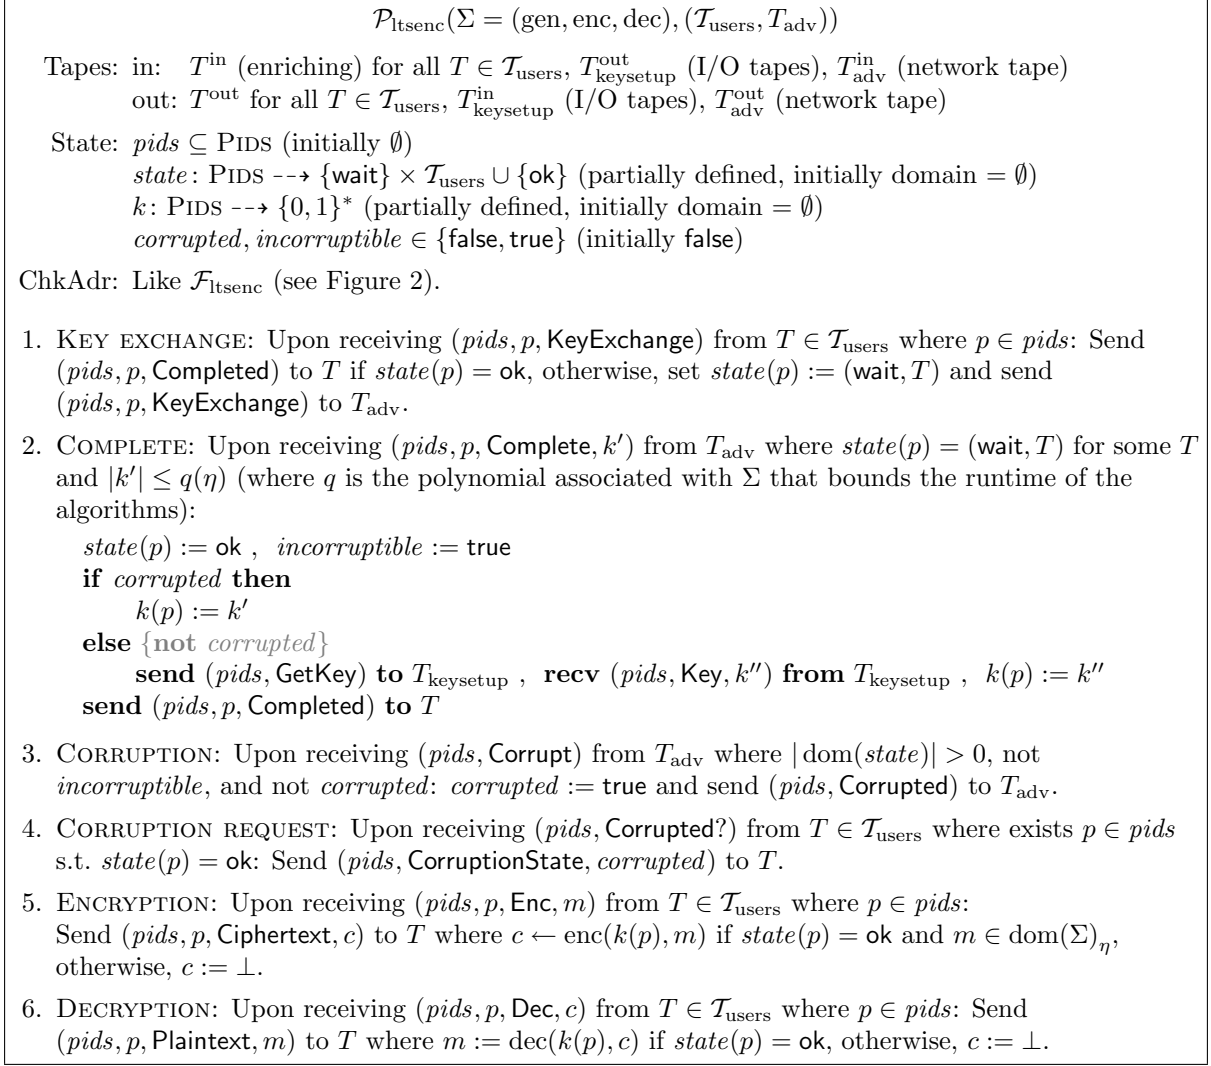 𝒫ltsenc(Σ = (gen, enc, dec), (𝒯users, Tadv))
Tapes: in: T^in (enriching) for all T ∈ 𝒯users, T^out_keysetup (I/O tapes), T^in_adv (network tape)
out: T^out for all T ∈ 𝒯users, T^in_keysetup (I/O tapes), T^out_adv (network tape)
State: pids ⊆ PIDS (initially ∅)
state: PIDS ⇢ {wait} × 𝒯users ∪ {ok} (partially defined, initially domain = ∅)
k: PIDS ⇢ {0, 1}* (partially defined, initially domain = ∅)
corrupted, incorruptible ∈ {false, true} (initially false)
ChkAdr: Like ℱltsenc (see Figure 2).
1. KEY EXCHANGE: Upon receiving (pids, p, KeyExchange) from T ∈ 𝒯users where p ∈ pids: Send
(pids, p, Completed) to T if state(p) = ok, otherwise, set state(p) := (wait, T) and send
(pids, p, KeyExchange) to Tadv.
2. COMPLETE: Upon receiving (pids, p, Complete, k′) from Tadv where state(p) = (wait, T) for some T
and |k′| ≤ q(η) (where q is the polynomial associated with Σ that bounds the runtime of the
algorithms):
state(p) := ok , incorruptible := true
if corrupted then
k(p) := k′
else {not corrupted}
send (pids, GetKey) to Tkeysetup , recv (pids, Key, k″) from Tkeysetup , k(p) := k″
send (pids, p, Completed) to T
3. CORRUPTION: Upon receiving (pids, Corrupt) from Tadv where | dom(state)| > 0, not
incorruptible, and not corrupted: corrupted := true and send (pids, Corrupted) to Tadv.
4. CORRUPTION REQUEST: Upon receiving (pids, Corrupted?) from T ∈ 𝒯users where exists p ∈ pids
s.t. state(p) = ok: Send (pids, CorruptionState, corrupted) to T.
5. ENCRYPTION: Upon receiving (pids, p, Enc, m) from T ∈ 𝒯users where p ∈ pids:
Send (pids, p, Ciphertext, c) to T where c ← enc(k(p), m) if state(p) = ok and m ∈ dom(Σ)η,
otherwise, c := ⊥.
6. DECRYPTION: Upon receiving (pids, p, Dec, c) from T ∈ 𝒯users where p ∈ pids: Send
(pids, p, Plaintext, m) to T where m := dec(k(p), c) if state(p) = ok, otherwise, c := ⊥.